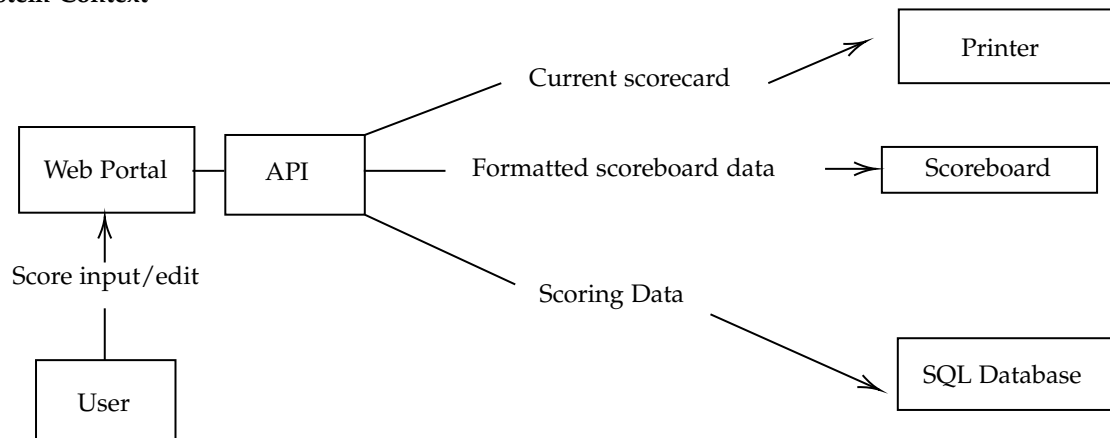 Printer
Current scorecard
Web Portal
API
Formatted scoreboard data
Scoreboard
Score input/edit
Scoring Data
SQL Database
User